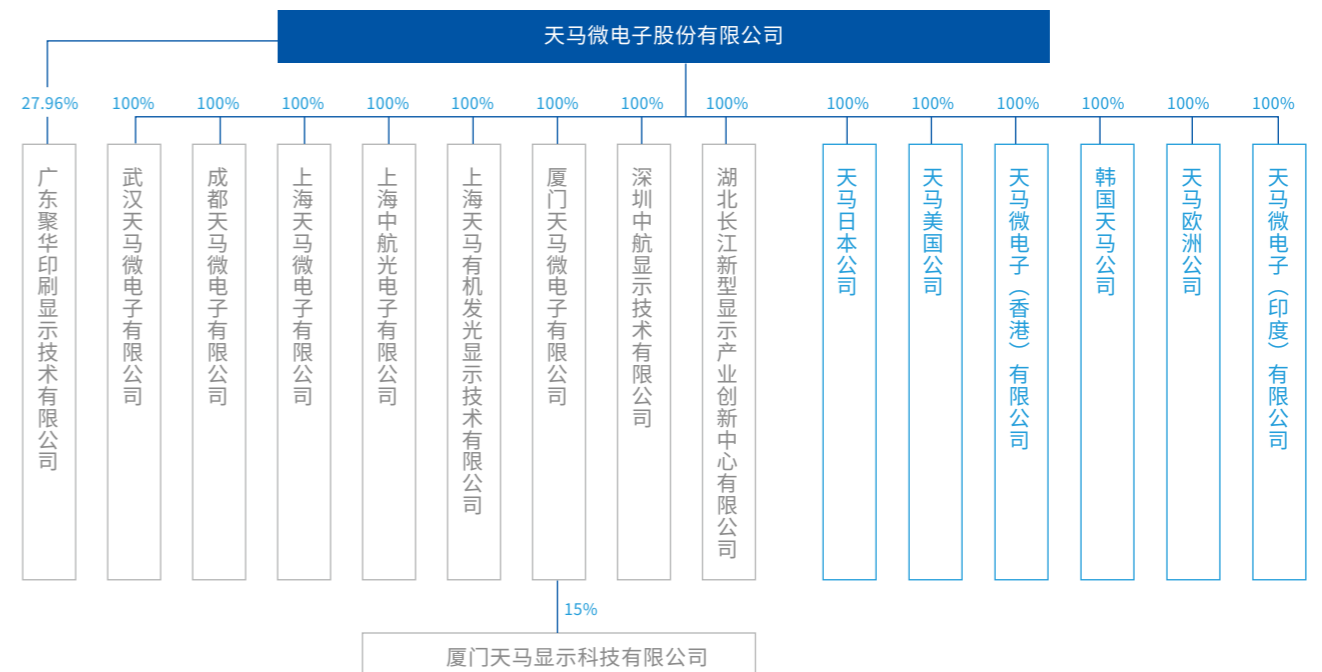 天马微电子股份有限公司
27.96%
100%
100%
100%
100%
100%
100%
100%
100%
100%
100%
100%
100%
100%
100%
广东聚华印刷显示技术有限公司
武汉天马微电子有限公司
成都天马微电子有限公司
上海天马微电子有限公司
上海中航光电子有限公司
上海天马有机发光显示技术有限公司
厦门天马微电子有限公司
深圳中航显示技术有限公司
湖北长江新型显示产业创新中心有限公司
天马日本公司
天马美国公司
天马微电子（香港）有限公司
韩国天马公司
天马欧洲公司
天马微电子（印度）有限公司
15%
厦门天马显示科技有限公司